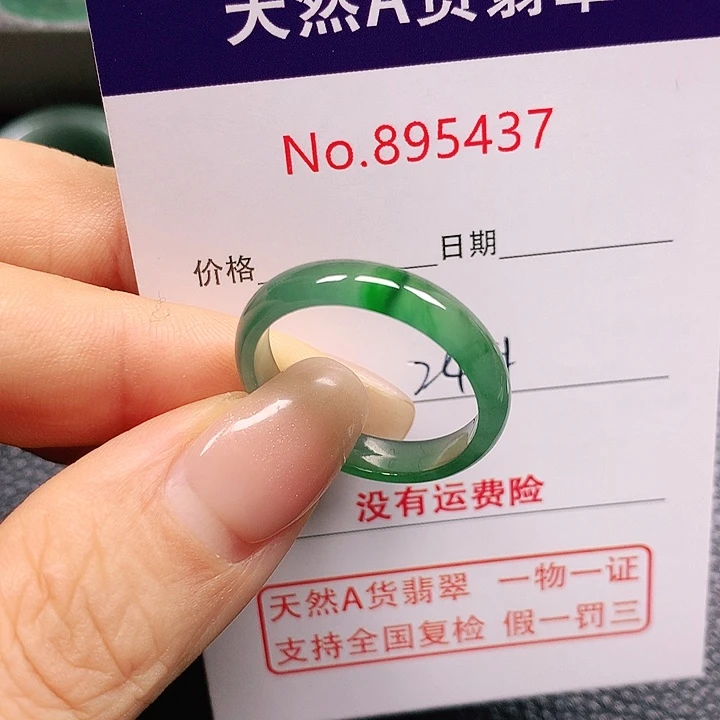 天然A货翡翠
No.895437
价格 日期
没有运费险
天然A货翡翠 一物一证
支持全国复检 假一罚三